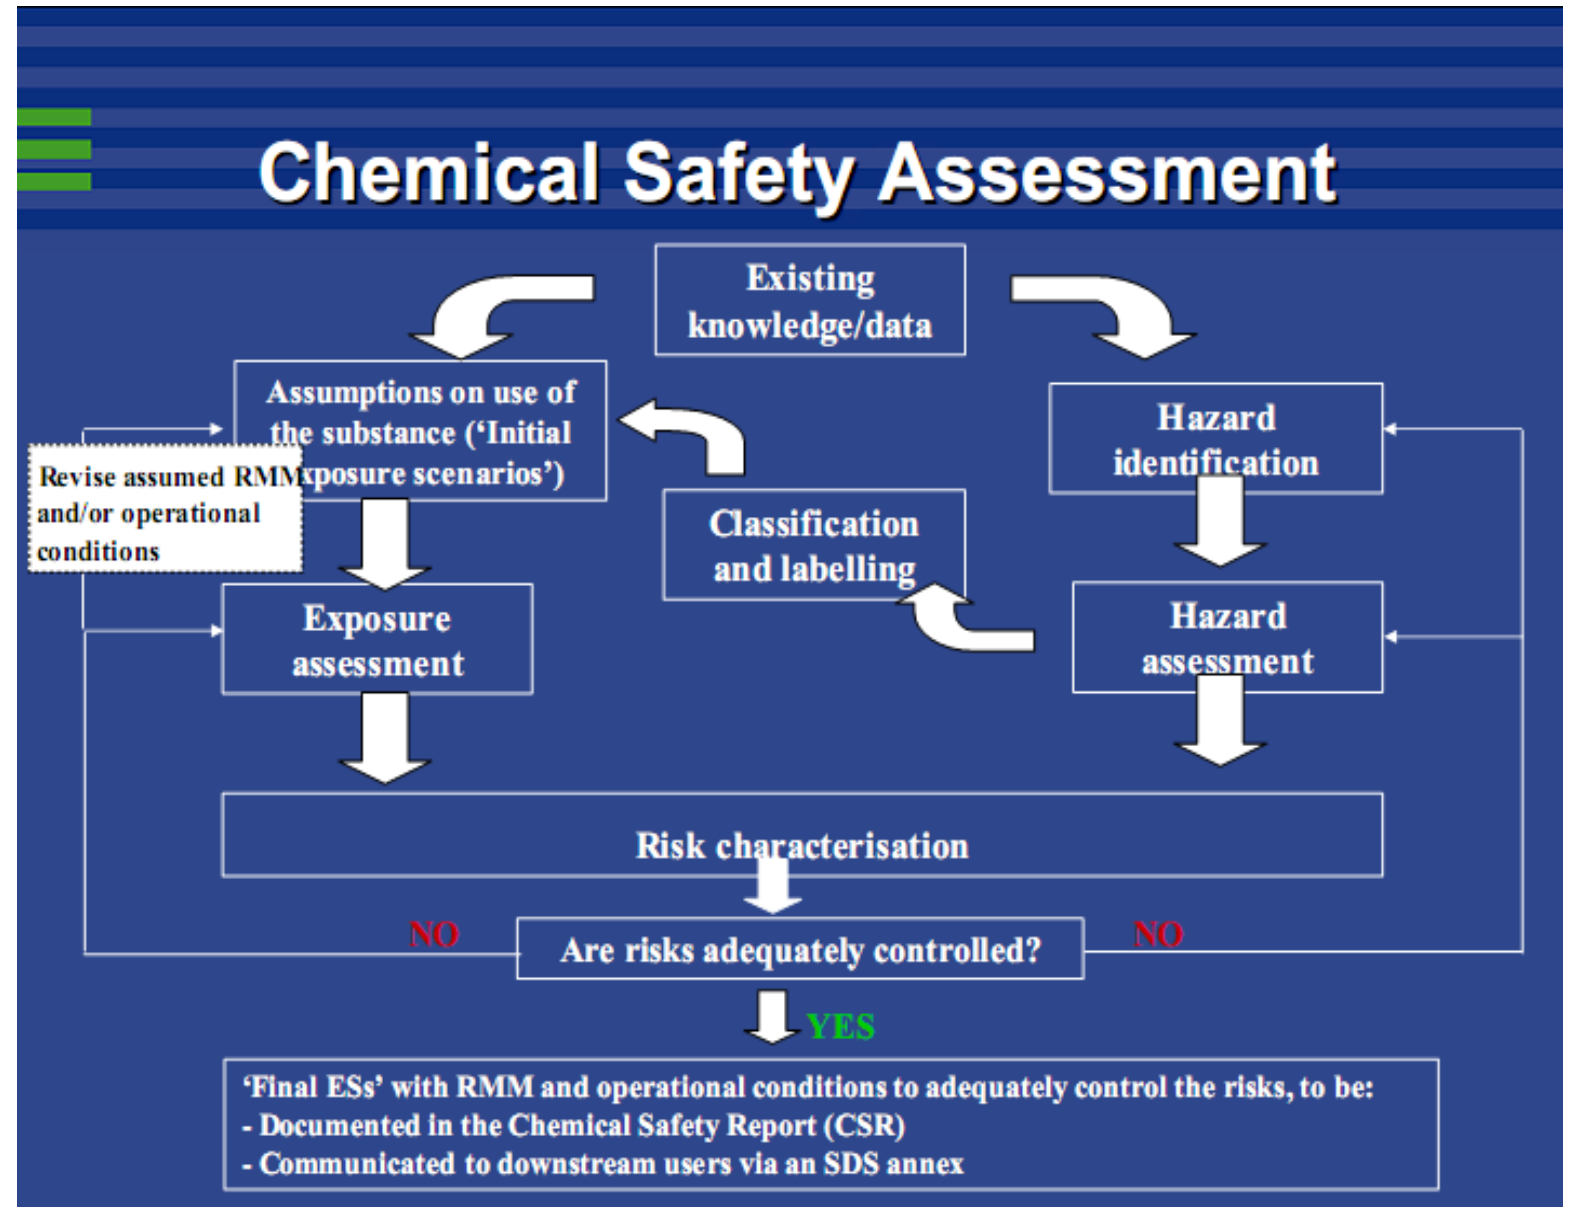 Chemical Safety Assessment
Existing
knowledge/data
Assumptions on use of
the substance (‘Initial
xposure scenarios’)
Revise assumed RMM
and/or operational
conditions
Hazard
identification
Classification
and labelling
Exposure
assessment
Hazard
assessment
Risk characterisation
NO
Are risks adequately controlled?
NO
YES
‘Final ESs’ with RMM and operational conditions to adequately control the risks, to be:
- Documented in the Chemical Safety Report (CSR)
- Communicated to downstream users via an SDS annex